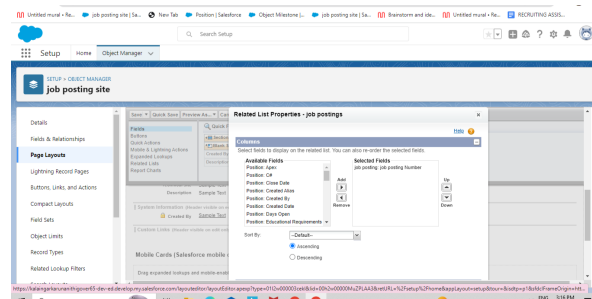 Untitled mural • Re...
job posting site | Sa...
New Tab
Position | Salesforce
Object Milestone |...
job posting site | Sa...
Brainstorm and ide...
Untitled mural • Re...
RECRUITING ASSIS...
Search Setup
Setup
Home
Object Manager
SETUP > OBJECT MANAGER
job posting site
Details
Fields & Relationships
Page Layouts
Lightning Record Pages
Buttons, Links, and Actions
Compact Layouts
Field Sets
Object Limits
Record Types
Related Lookup Filters
Save
Quick Save
Preview As...
Fields
Buttons
Quick Actions
Mobile & Lightning Actions
Expanded Lookups
Related Lists
Report Charts
Description
Sample Text
Created By
Sample Text
Mobile Cards (Salesforce mobile
Drag expanded lookups and mobile-enabl
Related List Properties - job postings
Help
Columns
Select fields to display on the related list. You can also re-order the selected fields.
Available Fields
Position: Apex
Position: C#
Position: Close Date
Position: Created Alias
Position: Created By
Position: Created Date
Position: Days Open
Position: Educational Requirements
Add
Remove
Selected Fields
job posting: job posting Number
Up
Down
Sort By:
--Default--
Ascending
Descending
3:16 PM